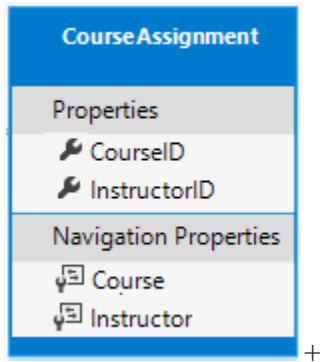 CourseAssignment
Properties
CourseID
InstructorID
Navigation Properties
Course
Instructor
+